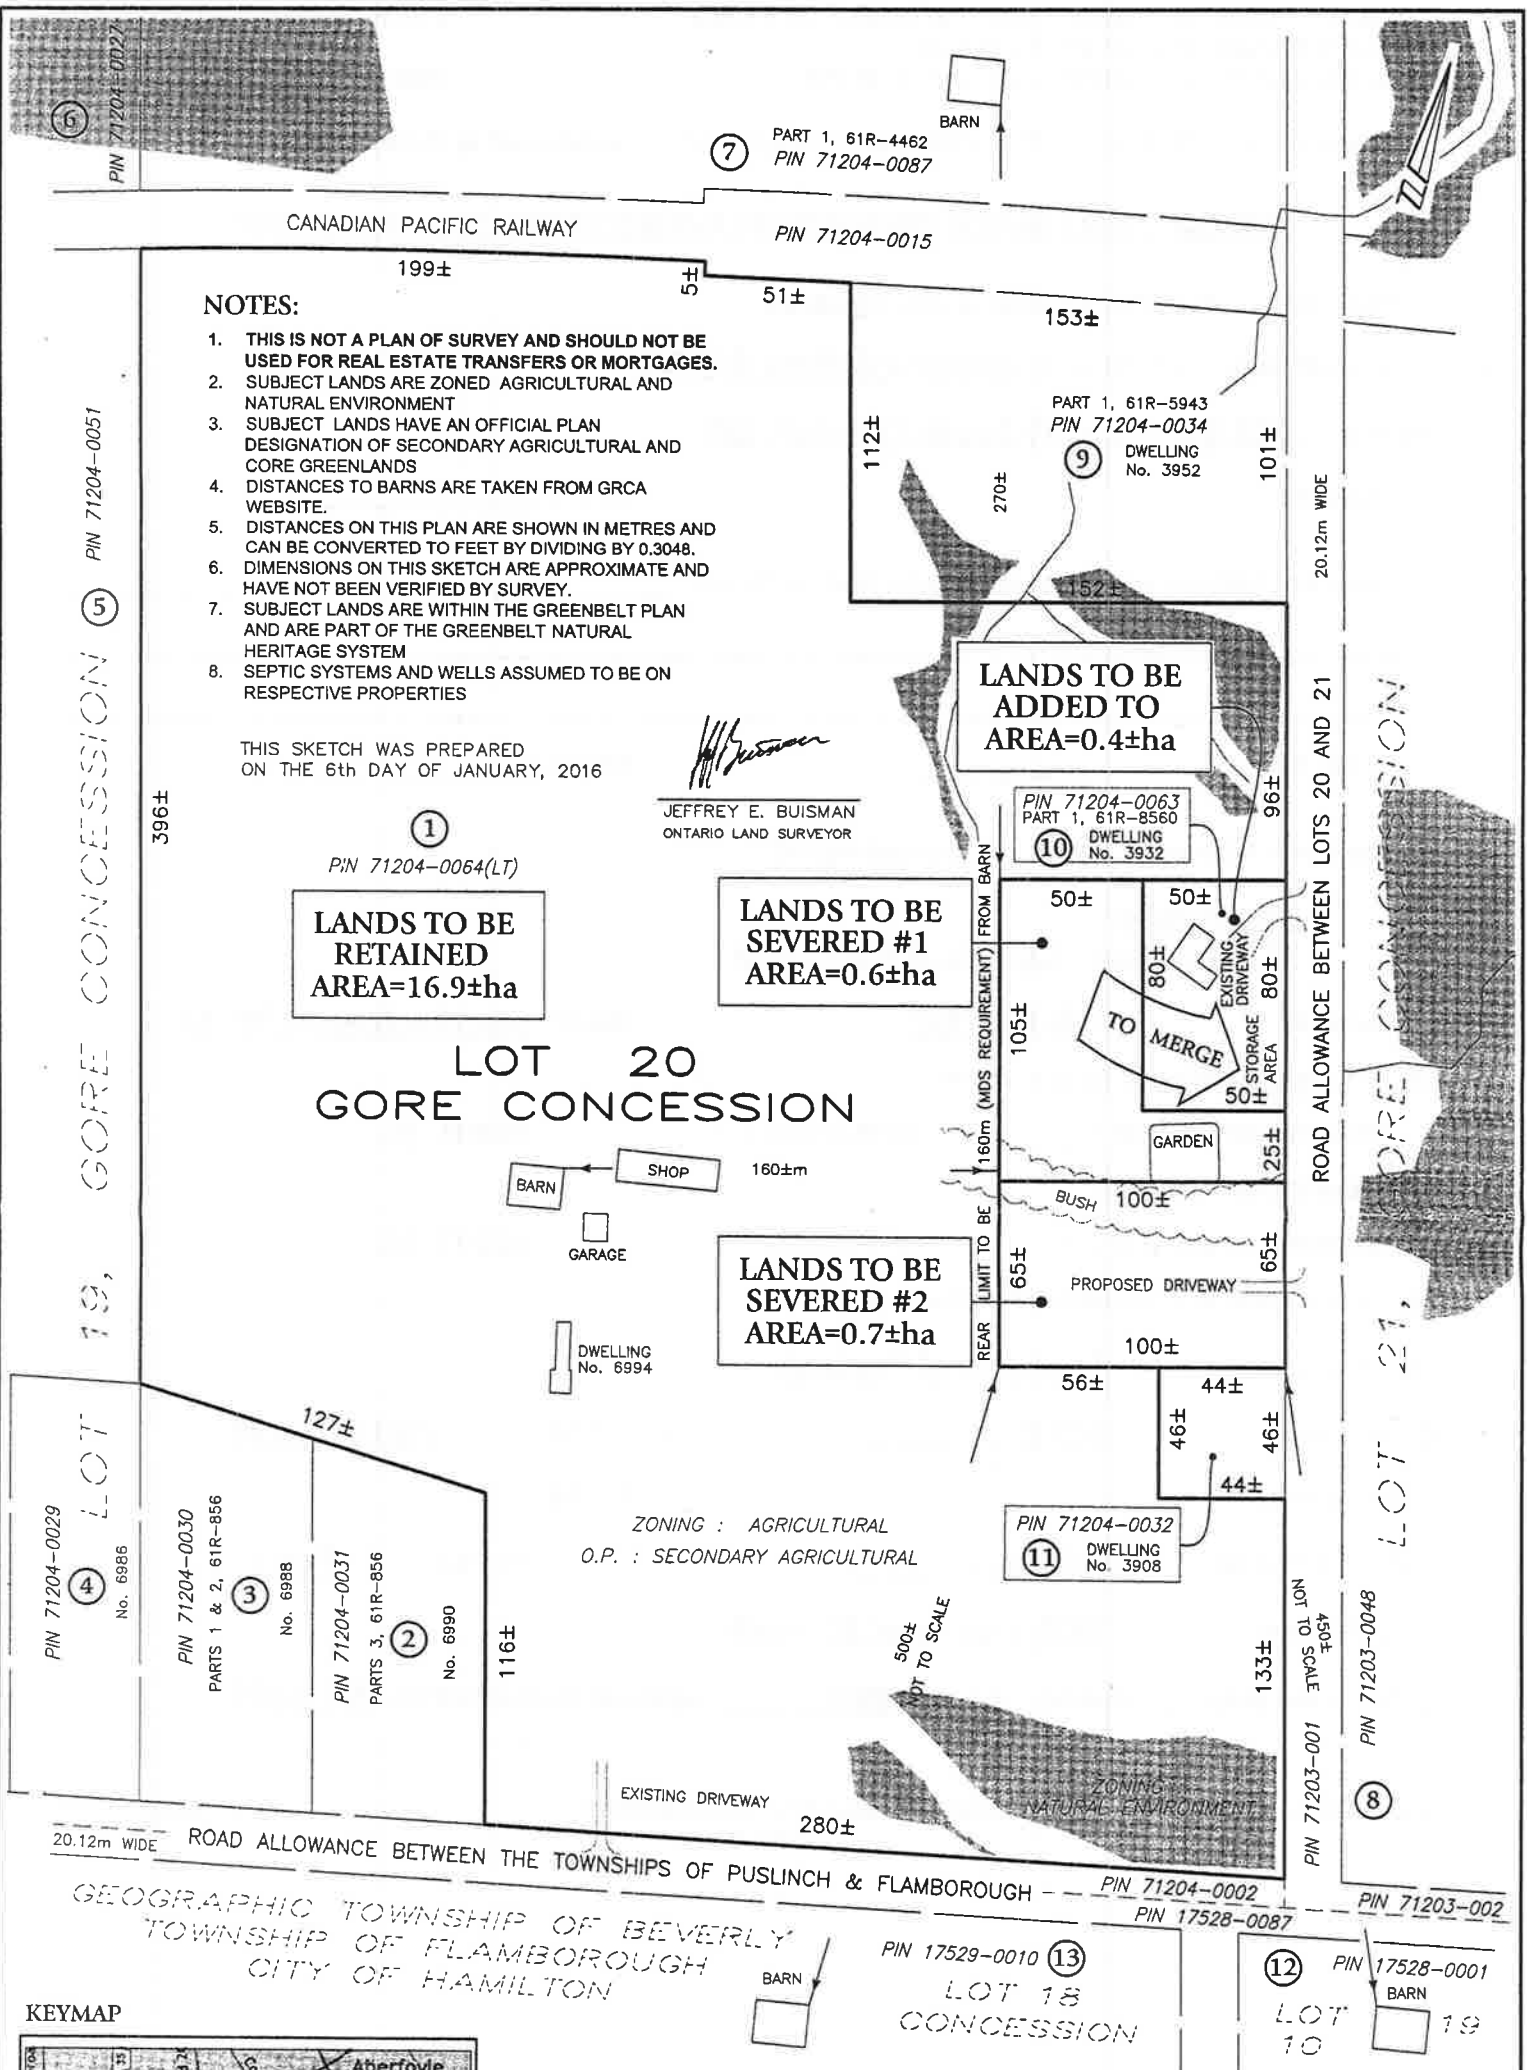 6
PIN 71204-0027
BARN
7
PART 1, 61R-4462
PIN 71204-0087
CANADIAN PACIFIC RAILWAY
PIN 71204-0015
199±
5±
51±
153±
NOTES:
1. THIS IS NOT A PLAN OF SURVEY AND SHOULD NOT BE
USED FOR REAL ESTATE TRANSFERS OR MORTGAGES.
2. SUBJECT LANDS ARE ZONED AGRICULTURAL AND
NATURAL ENVIRONMENT
3. SUBJECT LANDS HAVE AN OFFICIAL PLAN
DESIGNATION OF SECONDARY AGRICULTURAL AND
CORE GREENLANDS
4. DISTANCES TO BARNS ARE TAKEN FROM GRCA
WEBSITE.
5. DISTANCES ON THIS PLAN ARE SHOWN IN METRES AND
CAN BE CONVERTED TO FEET BY DIVIDING BY 0.3048.
6. DIMENSIONS ON THIS SKETCH ARE APPROXIMATE AND
HAVE NOT BEEN VERIFIED BY SURVEY.
7. SUBJECT LANDS ARE WITHIN THE GREENBELT PLAN
AND ARE PART OF THE GREENBELT NATURAL
HERITAGE SYSTEM
8. SEPTIC SYSTEMS AND WELLS ASSUMED TO BE ON
RESPECTIVE PROPERTIES
THIS SKETCH WAS PREPARED
ON THE 6th DAY OF JANUARY, 2016
JEFFREY E. BUISMAN
ONTARIO LAND SURVEYOR
PART 1, 61R-5943
PIN 71204-0034
9
DWELLING
No. 3952
112±
270±
101±
20.12m WIDE
152±
PIN 71204-0051
5
LOT 19, GORE CONCESSION
396±
LANDS TO BE
ADDED TO
AREA=0.4±ha
96±
ROAD ALLOWANCE BETWEEN LOTS 20 AND 21
LOT 21, GORE CONCESSION
1
PIN 71204-0064(LT)
LANDS TO BE
RETAINED
AREA=16.9±ha
PIN 71204-0063
PART 1, 61R-8560
10
DWELLING
No. 3932
LANDS TO BE
SEVERED #1
AREA=0.6±ha
REAR LIMIT TO BE 160m (MDS REQUIREMENT) FROM BARN
50±
50±
80±
EXISTING
DRIVEWAY
80±
105±
TO MERGE
STORAGE
AREA
50±
LOT 20
GORE CONCESSION
GARDEN
25±
BARN
SHOP
160±m
BUSH
100±
GARAGE
LANDS TO BE
SEVERED #2
AREA=0.7±ha
65±
65±
PROPOSED DRIVEWAY
100±
DWELLING
No. 6994
56±
44±
46±
46±
44±
127±
PIN 71204-0029
4
No. 6986
PIN 71204-0030
PARTS 1 & 2, 61R-856
3
No. 6988
PIN 71204-0031
PARTS 3, 61R-856
2
No. 6990
116±
ZONING : AGRICULTURAL
O.P. : SECONDARY AGRICULTURAL
PIN 71204-0032
11
DWELLING
No. 3908
500±
NOT TO SCALE
133±
450±
NOT TO SCALE
PIN 71203-001
PIN 71203-0048
8
ZONING :
NATURAL ENVIRONMENT
EXISTING DRIVEWAY
280±
20.12m WIDE
ROAD ALLOWANCE BETWEEN THE TOWNSHIPS OF PUSLINCH & FLAMBOROUGH
PIN 71204-0002
PIN 17528-0087
PIN 71203-002
GEOGRAPHIC TOWNSHIP OF BEVERLY
TOWNSHIP OF FLAMBOROUGH
CITY OF HAMILTON
BARN
PIN 17529-0010
13
LOT 18
CONCESSION
12
PIN 17528-0001
BARN
LOT 19
10
KEYMAP
Aberfoyle